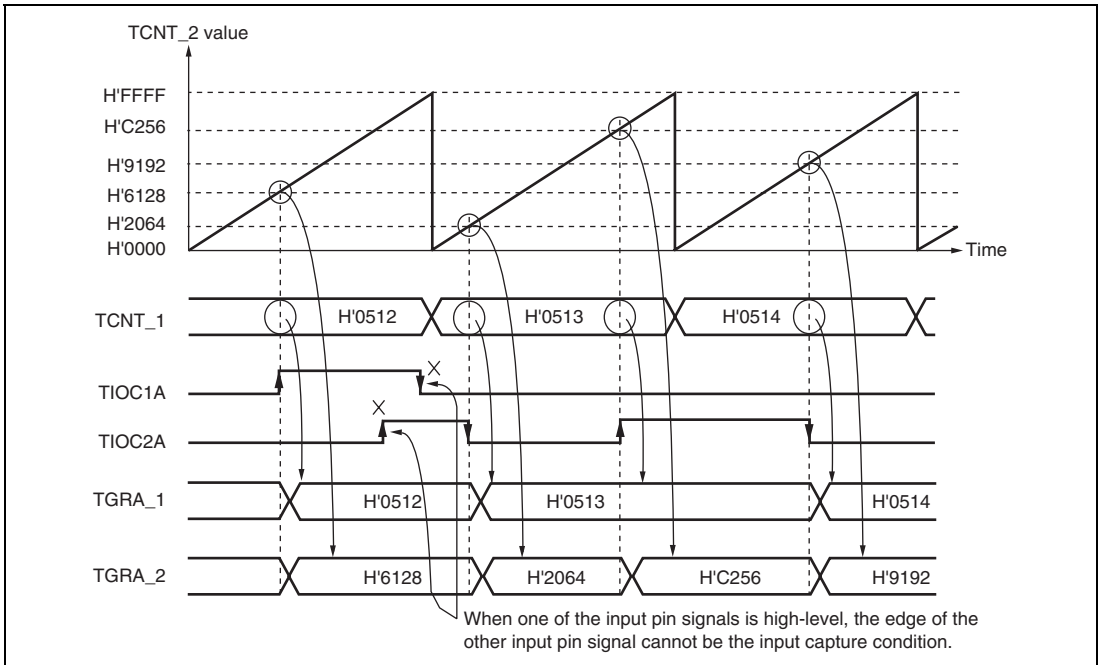 TCNT_2 value
H'FFFF
H'C256
H'9192
H'6128
H'2064
H'0000
Time
TCNT_1 H'0512 H'0513 H'0514
TIOC1A
TIOC2A
TGRA_1 H'0512 H'0513 H'0514
TGRA_2 H'6128 H'2064 H'C256 H'9192
When one of the input pin signals is high-level, the edge of the
other input pin signal cannot be the input capture condition.